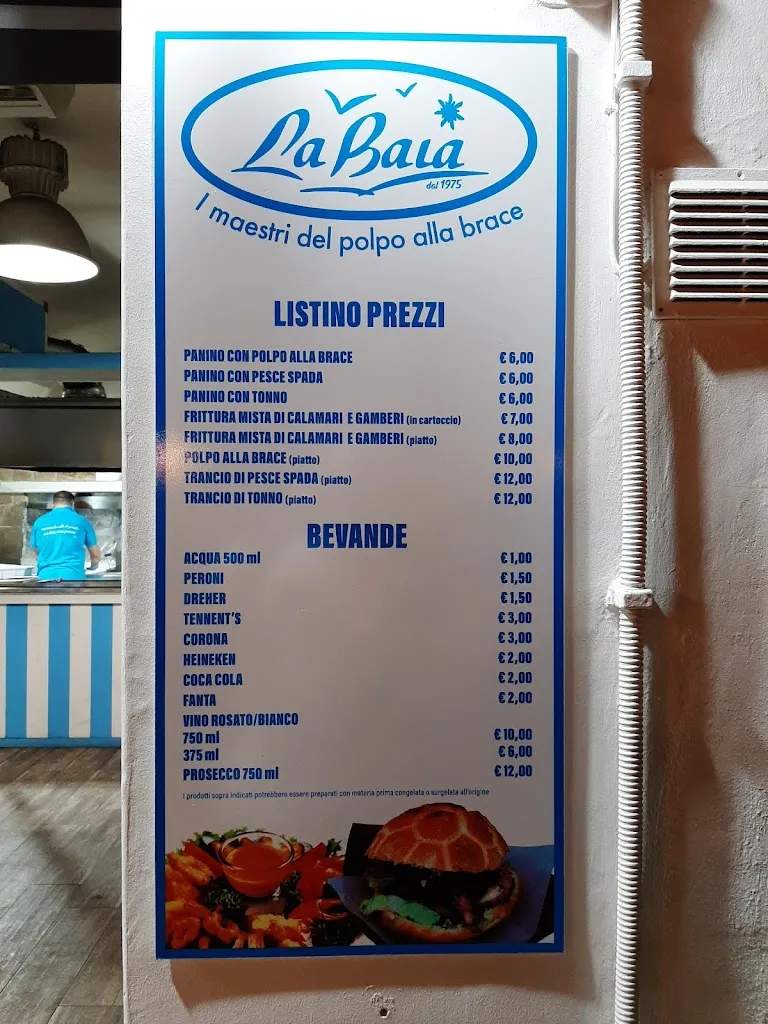 La Baia
dal 1975
I maestri del polpo alla brace
LISTINO PREZZI
PANINO CON POLPO ALLA BRACE € 6,00
PANINO CON PESCE SPADA € 6,00
PANINO CON TONNO € 6,00
FRITTURA MISTA DI CALAMARI E GAMBERI (in cartoccio) € 7,00
FRITTURA MISTA DI CALAMARI E GAMBERI (piatto) € 8,00
POLPO ALLA BRACE (piatto) € 10,00
TRANCIO DI PESCE SPADA (piatto) € 12,00
TRANCIO DI TONNO (piatto) € 12,00
BEVANDE
ACQUA 500 ml € 1,00
PERONI € 1,50
DREHER € 1,50
TENNENT'S € 3,00
CORONA € 3,00
HEINEKEN € 2,00
COCA COLA € 2,00
FANTA € 2,00
VINO ROSATO/BIANCO
750 ml € 10,00
375 ml € 6,00
PROSECCO 750 ml € 12,00
I prodotti sopra indicati potrebbero essere preparati con materia prima congelata o surgelata all'origine